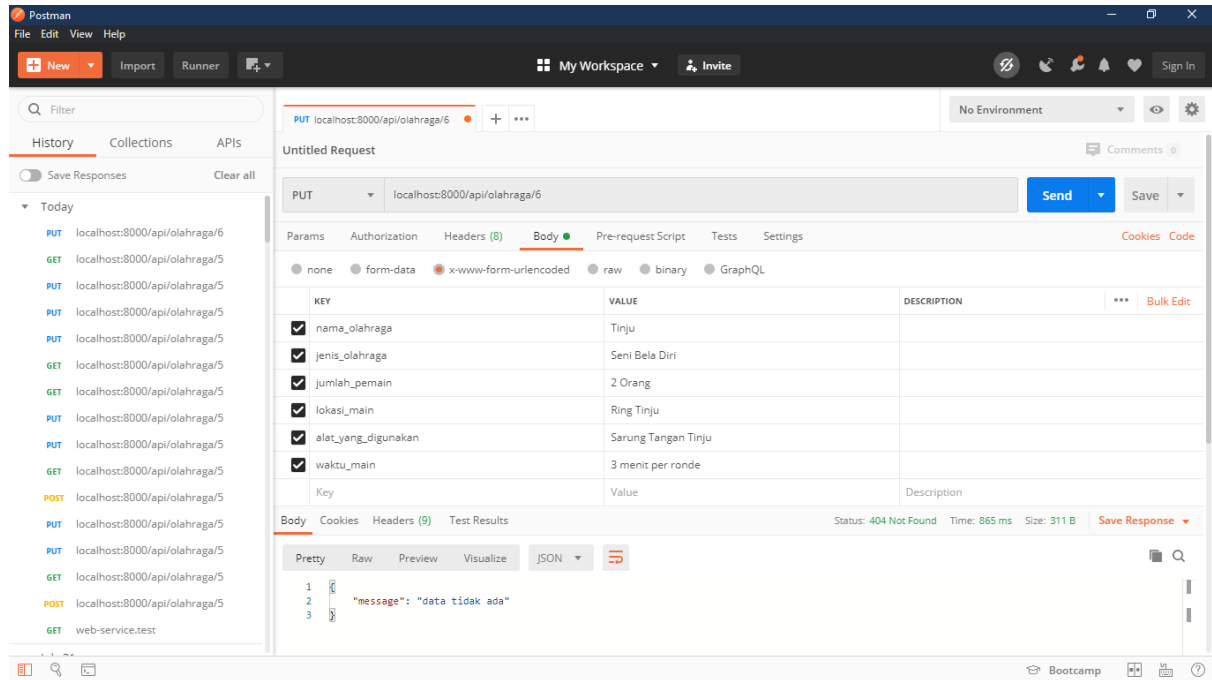 Postman
File Edit View Help
New Import Runner My Workspace Invite Sign In
Filter
History Collections APIs
Save Responses Clear all
Today
PUT localhost:8000/api/olahraga/6
GET localhost:8000/api/olahraga/5
PUT localhost:8000/api/olahraga/5
PUT localhost:8000/api/olahraga/5
PUT localhost:8000/api/olahraga/5
GET localhost:8000/api/olahraga/5
GET localhost:8000/api/olahraga/5
PUT localhost:8000/api/olahraga/5
PUT localhost:8000/api/olahraga/5
GET localhost:8000/api/olahraga/5
POST localhost:8000/api/olahraga/5
PUT localhost:8000/api/olahraga/5
PUT localhost:8000/api/olahraga/5
GET localhost:8000/api/olahraga/5
POST localhost:8000/api/olahraga/5
GET web-service.test
PUT localhost:8000/api/olahraga/6 No Environment
Untitled Request Comments 0
PUT localhost:8000/api/olahraga/6 Send Save
Params Authorization Headers (8) Body Pre-request Script Tests Settings Cookies Code
none form-data x-www-form-urlencoded raw binary GraphQL
KEY VALUE DESCRIPTION Bulk Edit
nama_olahraga Tinju
jenis_olahraga Seni Bela Diri
jumlah_pemain 2 Orang
lokasi_main Ring Tinju
alat_yang_digunakan Sarung Tangan Tinju
waktu_main 3 menit per ronde
Key Value Description
Body Cookies Headers (9) Test Results Status: 404 Not Found Time: 865 ms Size: 311 B Save Response
Pretty Raw Preview Visualize JSON
1 {
2 "message": "data tidak ada"
3 }
Bootcamp